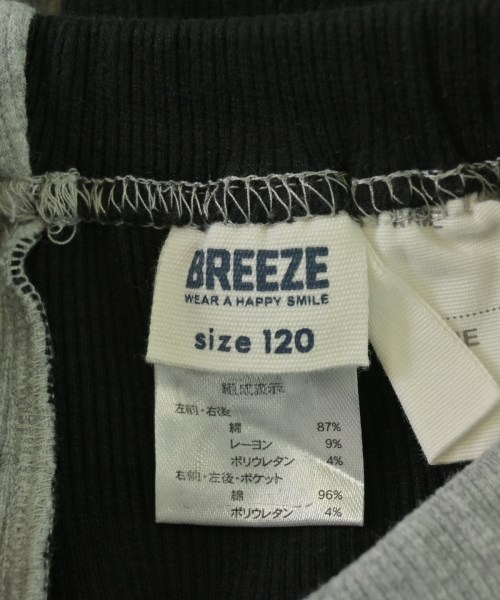 BREEZE
WEAR A HAPPY SMILE
size 120
組成表示
左前・右後
綿 87%
レーヨン 9%
ポリウレタン 4%
右前・左後・ポケット
綿 96%
ポリウレタン 4%